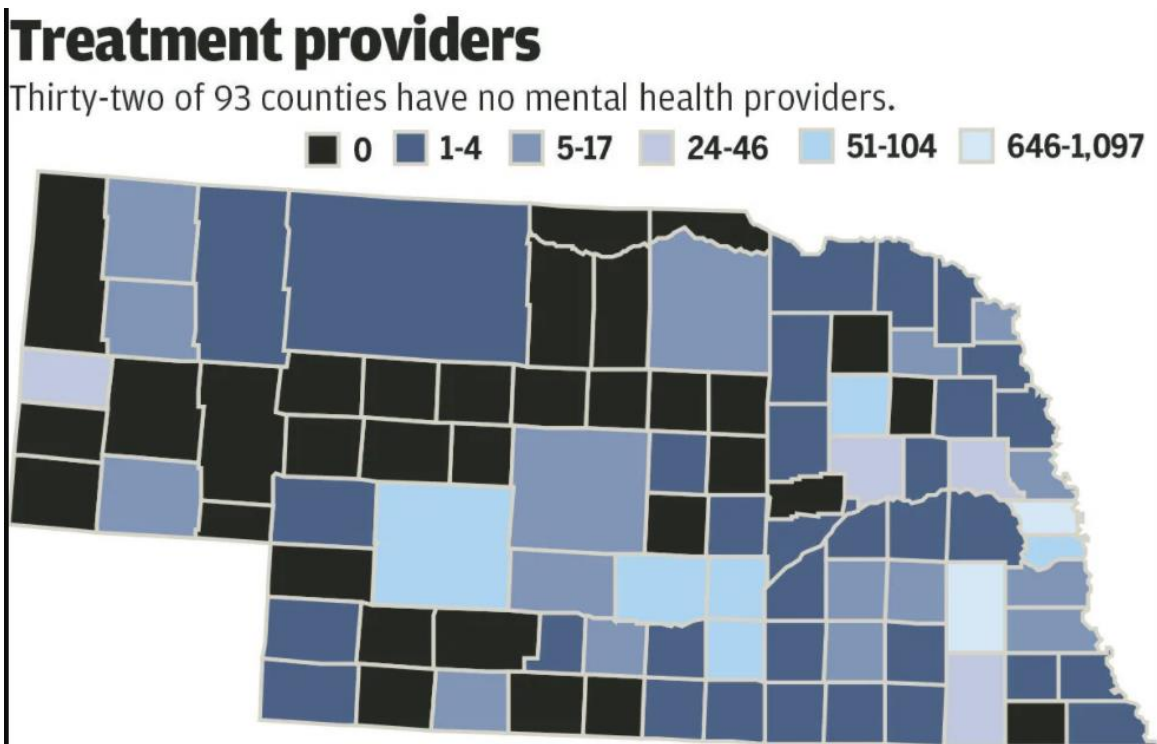 Treatment providers
Thirty-two of 93 counties have no mental health providers.
0 1-4 5-17 24-46 51-104 646-1,097